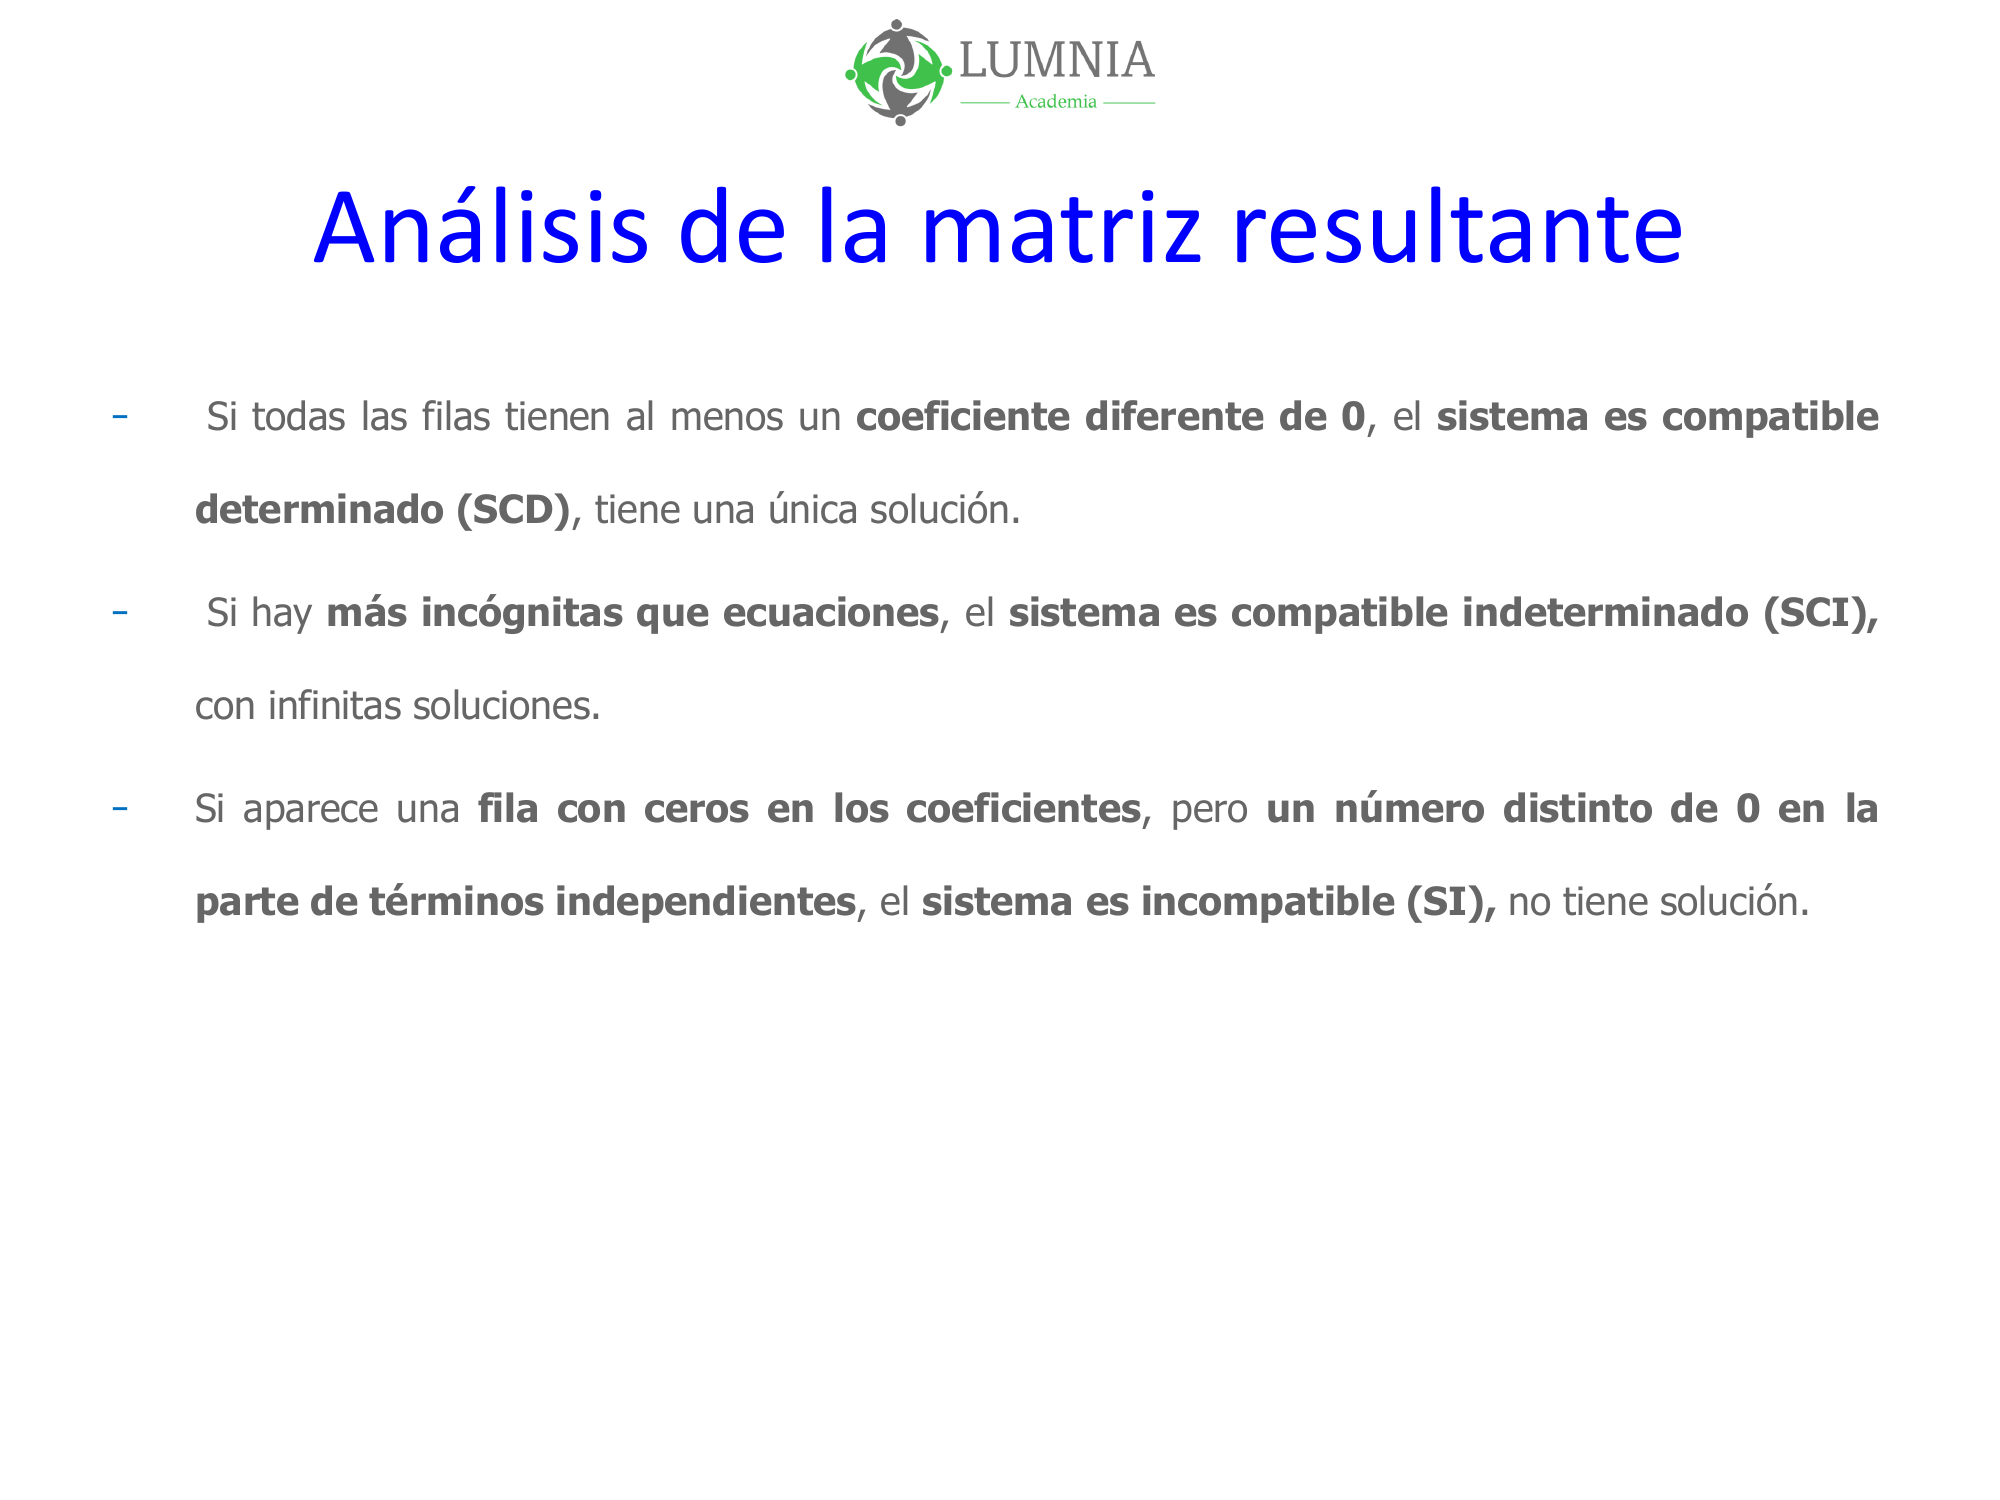 LUMNIA
Academia
Análisis de la matriz resultante
- Si todas las filas tienen al menos un coeficiente diferente de 0, el sistema es compatible
determinado (SCD), tiene una única solución.
- Si hay más incógnitas que ecuaciones, el sistema es compatible indeterminado (SCI),
con infinitas soluciones.
- Si aparece una fila con ceros en los coeficientes, pero un número distinto de 0 en la
parte de términos independientes, el sistema es incompatible (SI), no tiene solución.